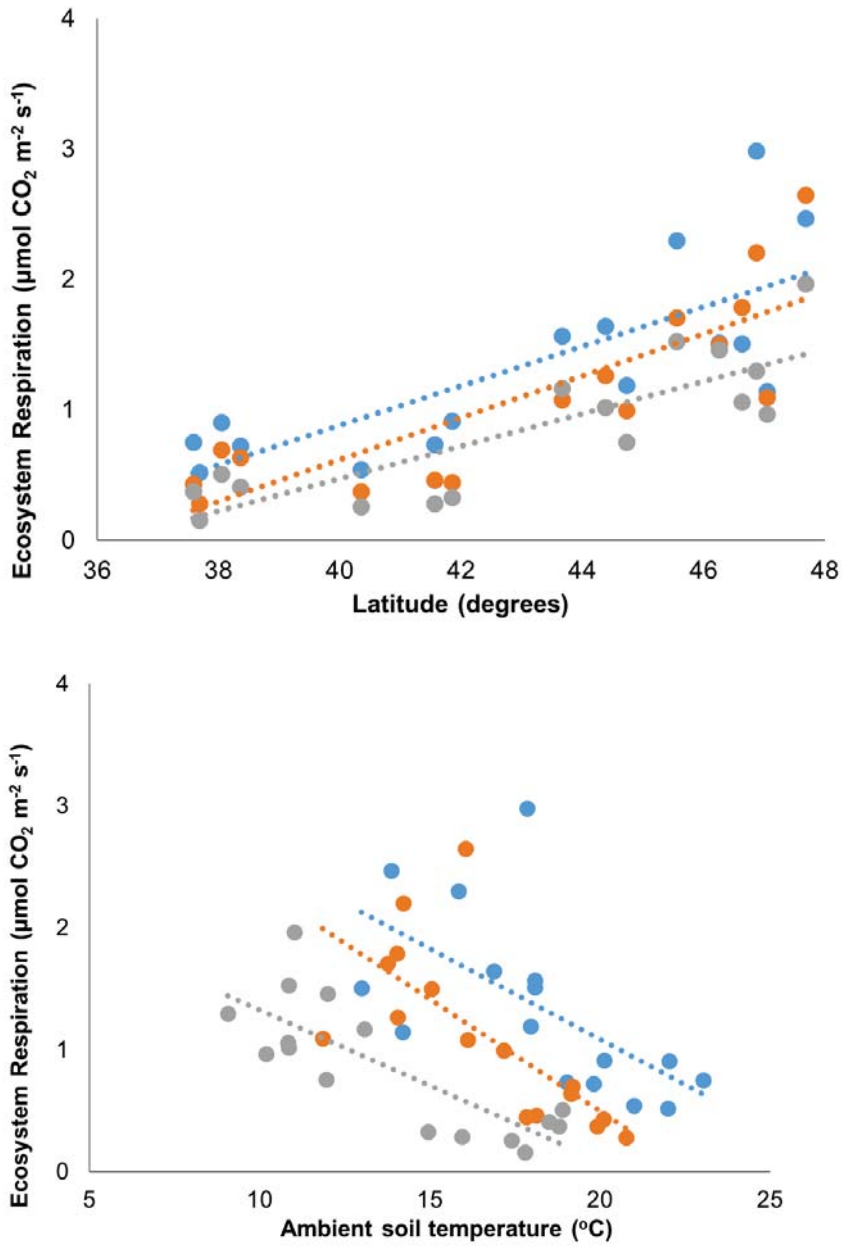 4
3
2
1
0
Ecosystem Respiration (µmol CO₂ m⁻² s⁻¹)
36 38 40 42 44 46 48
Latitude (degrees)
4
3
2
1
0
Ecosystem Respiration (µmol CO₂ m⁻² s⁻¹)
5 10 15 20 25
Ambient soil temperature (ºC)